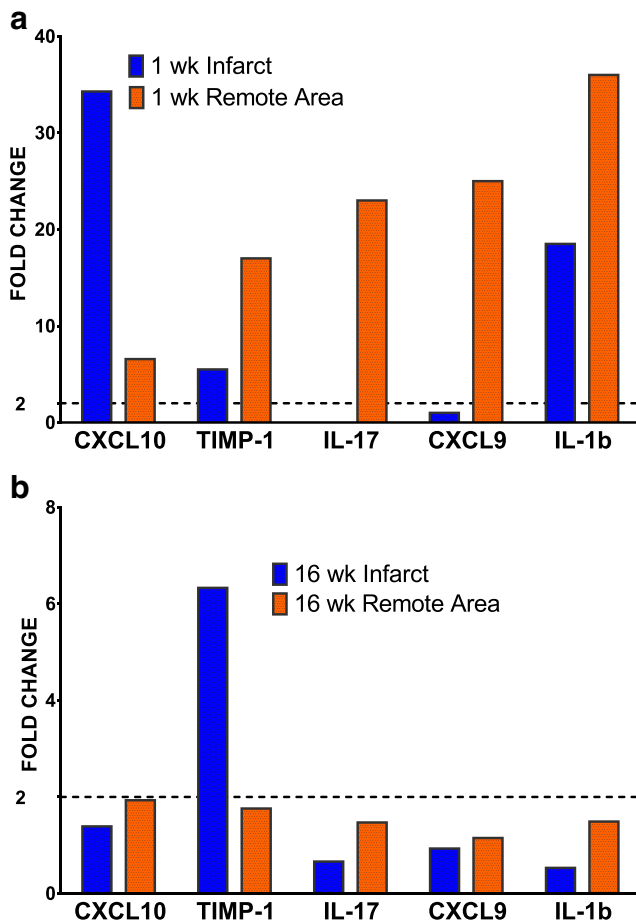 a
40
30
20
10
2
0
FOLD CHANGE
1 wk Infarct
1 wk Remote Area
CXCL10 TIMP-1 IL-17 CXCL9 IL-1b
b
8
6
4
2
0
FOLD CHANGE
16 wk Infarct
16 wk Remote Area
CXCL10 TIMP-1 IL-17 CXCL9 IL-1b